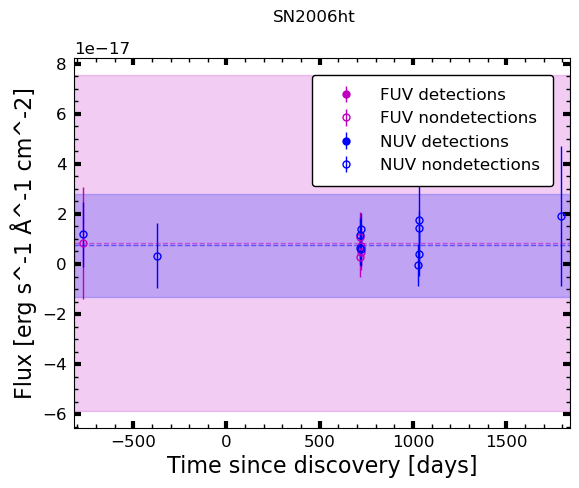 SN2006ht
1e−17
FUV detections
FUV nondetections
NUV detections
NUV nondetections
8
6
4
2
0
−2
−4
−6
Flux [erg s^-1 Å^-1 cm^-2]
−500
0
500
1000
1500
Time since discovery [days]